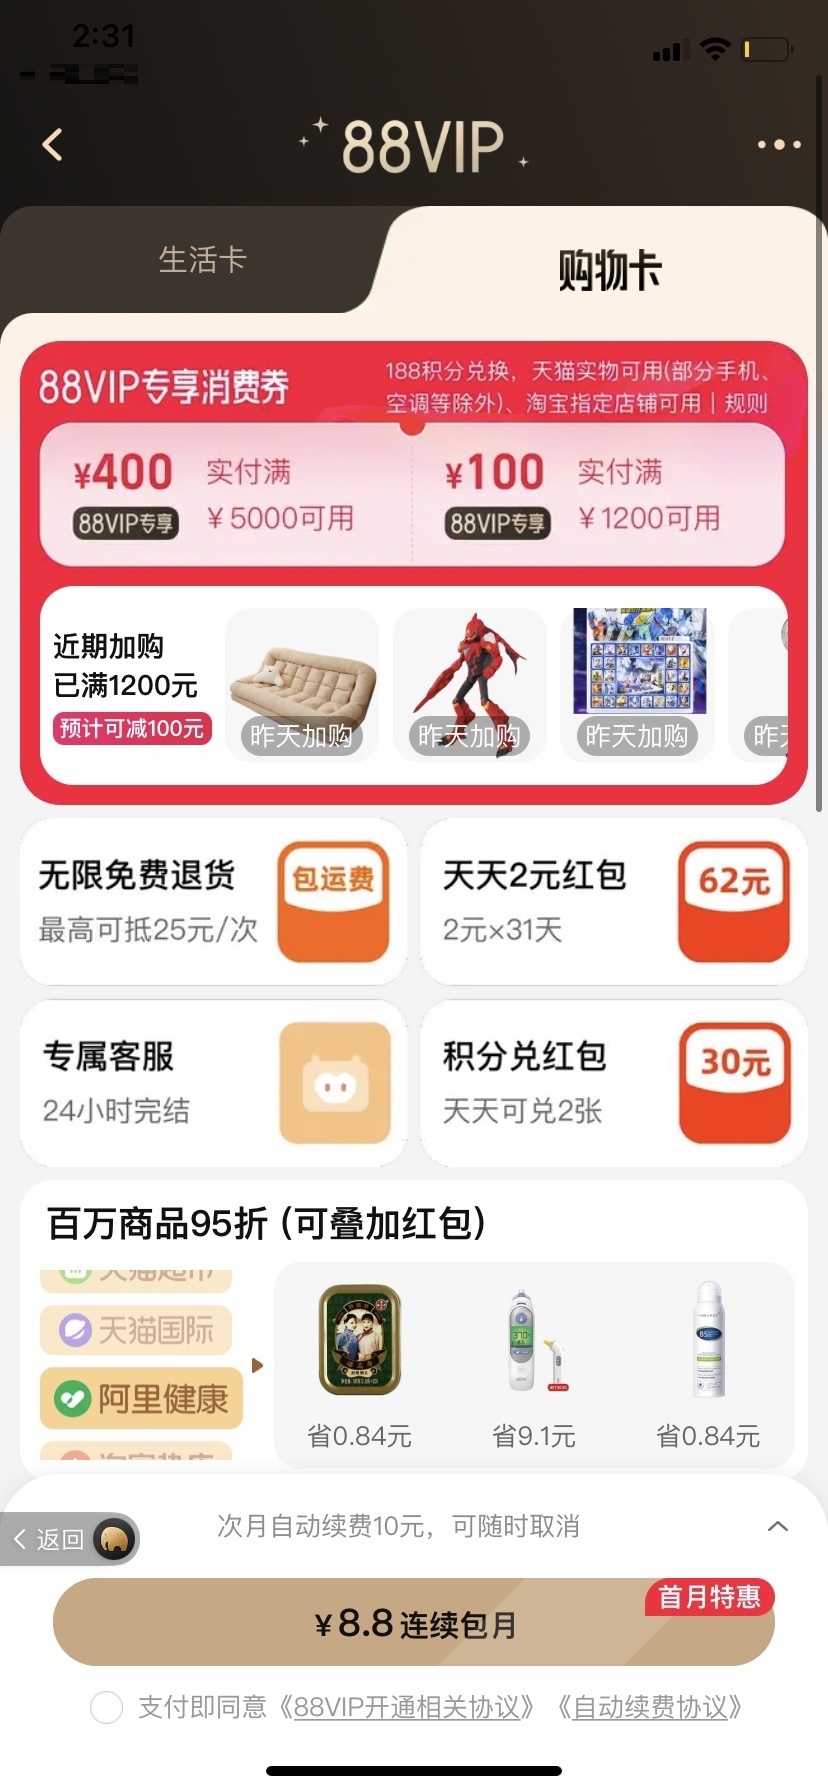 2:31
88VIP
生活卡
购物卡
88VIP专享消费券
188积分兑换，天猫实物可用(部分手机、
空调等除外)、淘宝指定店铺可用 | 规则
¥400 实付满
88VIP专享 ¥5000可用
¥100 实付满
88VIP专享 ¥1200可用
近期加购
已满1200元
预计可减100元
昨天加购
昨天加购
昨天加购
昨天
无限免费退货
最高可抵25元/次
包运费
天天2元红包
2元×31天
62元
专属客服
24小时完结
积分兑红包
天天可兑2张
30元
百万商品95折 (可叠加红包)
天猫超市
天猫国际
阿里健康
省0.84元
省9.1元
省0.84元
次月自动续费10元，可随时取消
返回
首月特惠
¥8.8 连续包月
支付即同意《88VIP开通相关协议》《自动续费协议》